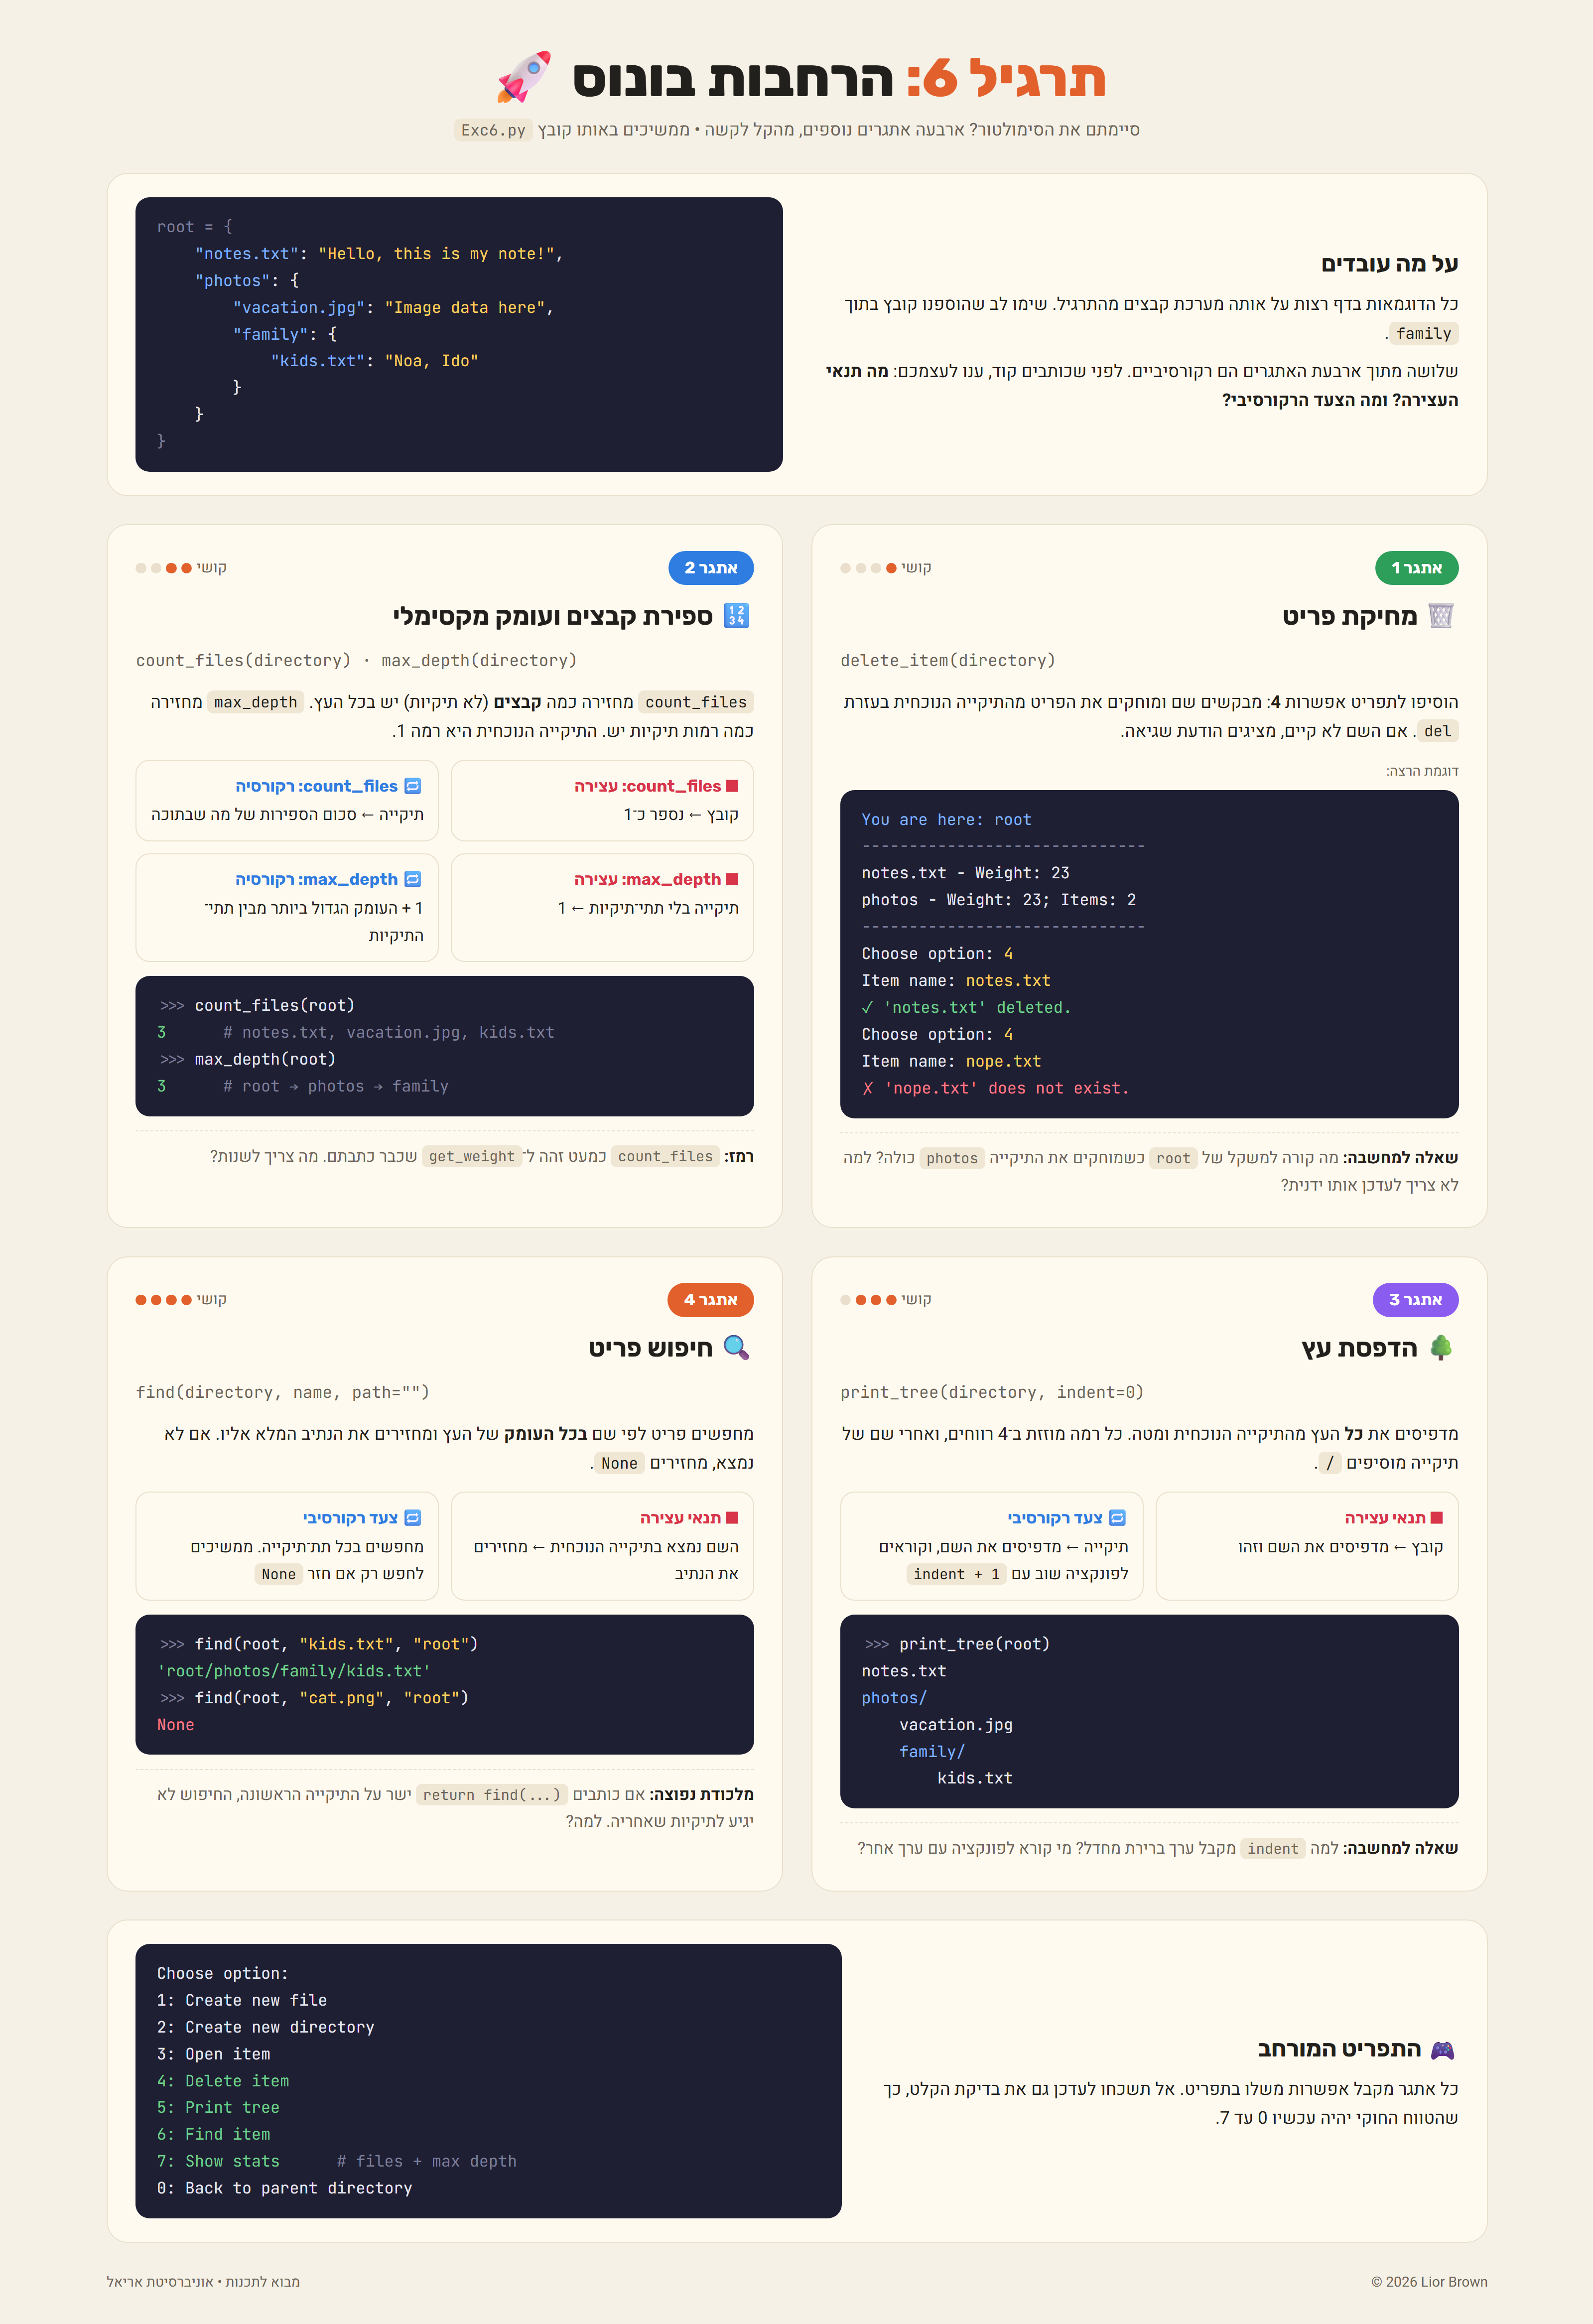 תרגיל 6: הרחבות בונוס 🚀
סיימתם את הסימולטור? ארבעה אתגרים נוספים, מהקל לקשה • ממשיכים באותו קובץ Exc6.py
על מה עובדים
כל הדוגמאות בדף רצות על אותה מערכת קבצים מהתרגיל. שימו לב שהוספנו קובץ בתוך
family.
שלושה מתוך ארבעת האתגרים הם רקורסיביים. לפני שכותבים קוד, ענו לעצמכם: מה תנאי
העצירה? ומה הצעד הרקורסיבי?
root = {
    "notes.txt": "Hello, this is my note!",
    "photos": {
        "vacation.jpg": "Image data here",
        "family": {
            "kids.txt": "Noa, Ido"
        }
    }
}
אתגר 1
קושי
🗑️ מחיקת פריט
delete_item(directory)
הוסיפו לתפריט אפשרות 4: מבקשים שם ומוחקים את הפריט מהתיקייה הנוכחית בעזרת
del. אם השם לא קיים, מציגים הודעת שגיאה.
דוגמת הרצה:
You are here: root
------------------------------
notes.txt - Weight: 23
photos - Weight: 23; Items: 2
------------------------------
Choose option: 4
Item name: notes.txt
✓ 'notes.txt' deleted.
Choose option: 4
Item name: nope.txt
✗ 'nope.txt' does not exist.
שאלה למחשבה: מה קורה למשקל של root כשמוחקים את התיקייה photos כולה? למה
לא צריך לעדכן אותו ידנית?
אתגר 2
קושי
🔢 ספירת קבצים ועומק מקסימלי
count_files(directory) · max_depth(directory)
count_files מחזירה כמה קבצים (לא תיקיות) יש בכל העץ. max_depth מחזירה
כמה רמות תיקיות יש. התיקייה הנוכחית היא רמה 1.
■ count_files: עצירה
קובץ ← נספר כ־1
🔁 count_files: רקורסיה
תיקייה ← סכום הספירות של מה שבתוכה
■ max_depth: עצירה
תיקייה בלי תתי־תיקיות ← 1
🔁 max_depth: רקורסיה
1 + העומק הגדול ביותר מבין תתי־
התיקיות
>>> count_files(root)
3      # notes.txt, vacation.jpg, kids.txt
>>> max_depth(root)
3      # root → photos → family
רמז: count_files כמעט זהה ל־get_weight שכבר כתבתם. מה צריך לשנות?
אתגר 3
קושי
🌳 הדפסת עץ
print_tree(directory, indent=0)
מדפיסים את כל העץ מהתיקייה הנוכחית ומטה. כל רמה מוזזת ב־4 רווחים, ואחרי שם של
תיקייה מוסיפים /.
■ תנאי עצירה
קובץ ← מדפיסים את השם וזהו
🔁 צעד רקורסיבי
תיקייה ← מדפיסים את השם, וקוראים
לפונקציה שוב עם indent + 1
>>> print_tree(root)
notes.txt
photos/
    vacation.jpg
    family/
        kids.txt
שאלה למחשבה: למה indent מקבל ערך ברירת מחדל? מי קורא לפונקציה עם ערך אחר?
אתגר 4
קושי
🔍 חיפוש פריט
find(directory, name, path="")
מחפשים פריט לפי שם בכל העומק של העץ ומחזירים את הנתיב המלא אליו. אם לא
נמצא, מחזירים None.
■ תנאי עצירה
השם נמצא בתיקייה הנוכחית ← מחזירים
את הנתיב
🔁 צעד רקורסיבי
מחפשים בכל תת־תיקייה. ממשיכים
לחפש רק אם חזר None
>>> find(root, "kids.txt", "root")
'root/photos/family/kids.txt'
>>> find(root, "cat.png", "root")
None
מלכודת נפוצה: אם כותבים return find(...) ישר על התיקייה הראשונה, החיפוש לא
יגיע לתיקיות שאחריה. למה?
🎮 התפריט המורחב
כל אתגר מקבל אפשרות משלו בתפריט. אל תשכחו לעדכן גם את בדיקת הקלט, כך
שהטווח החוקי יהיה עכשיו 0 עד 7.
Choose option:
1: Create new file
2: Create new directory
3: Open item
4: Delete item
5: Print tree
6: Find item
7: Show stats      # files + max depth
0: Back to parent directory
© 2026 Lior Brown
מבוא לתכנות • אוניברסיטת אריאל